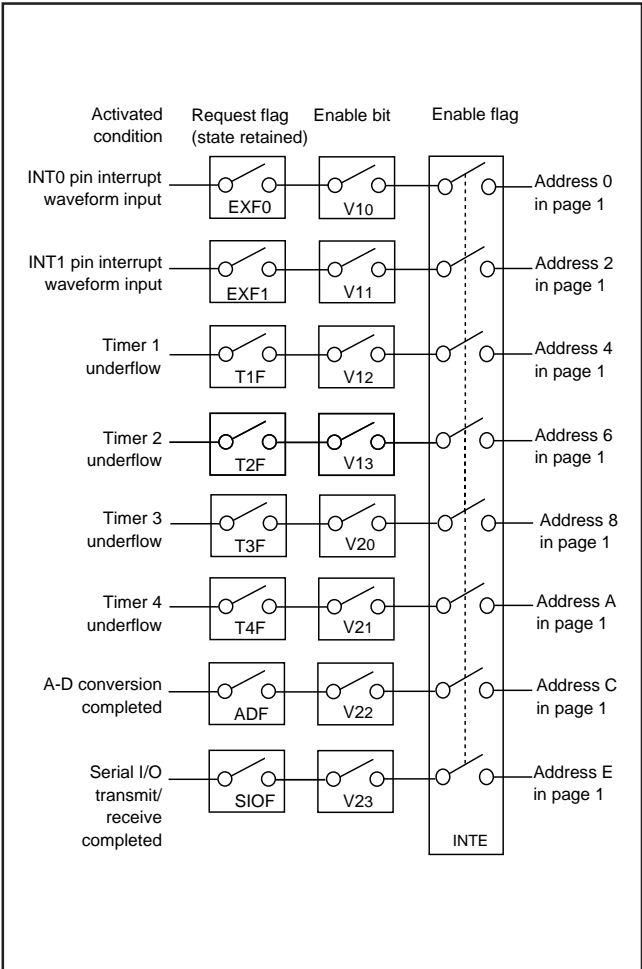 Activated condition
Request flag (state retained)
Enable bit
Enable flag
INT0 pin interrupt waveform input
EXF0
V10
Address 0 in page 1
INT1 pin interrupt waveform input
EXF1
V11
Address 2 in page 1
Timer 1 underflow
T1F
V12
Address 4 in page 1
Timer 2 underflow
T2F
V13
Address 6 in page 1
Timer 3 underflow
T3F
V20
Address 8 in page 1
Timer 4 underflow
T4F
V21
Address A in page 1
A-D conversion completed
ADF
V22
Address C in page 1
Serial I/O transmit/ receive completed
SIOF
V23
Address E in page 1
INTE